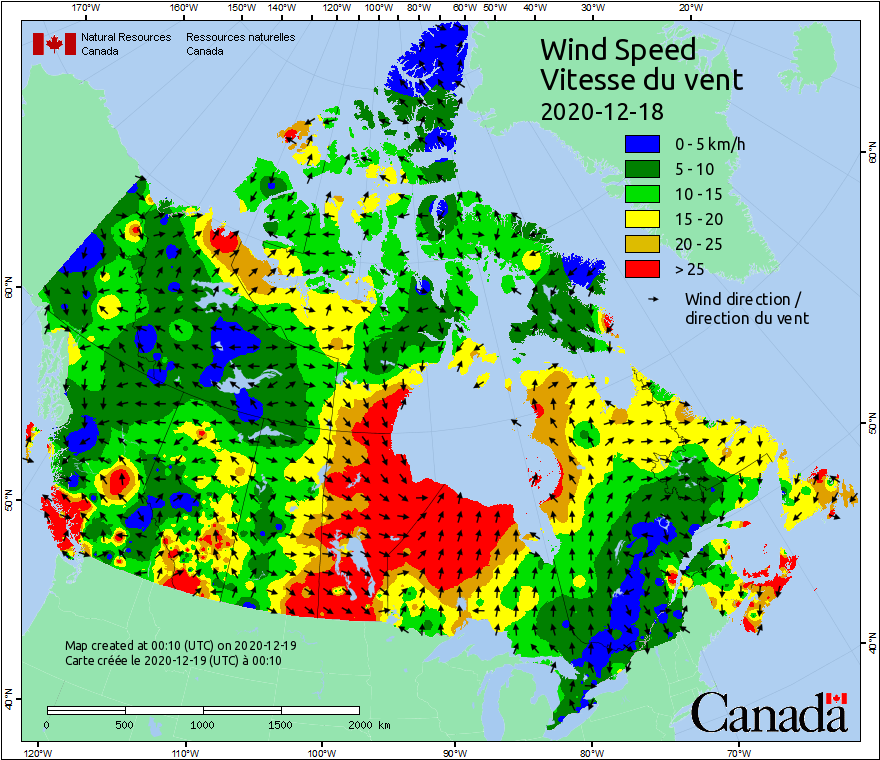 170°W 160°W 150°W 140°W 130°W 120°W 110°W 100°W 90°W 80°W 60°W 50°W 40°W 30°W 20°W
Natural Resources Ressources naturelles
Canada Canada
Wind Speed
Vitesse du vent
2020-12-18
0 - 5 km/h
5 - 10
10 - 15
15 - 20
20 - 25
> 25
Wind direction /
direction du vent
60°N
60°N
50°N
50°N
40°N
40°N
Map created at 00:10 (UTC) on 2020-12-19
Carte créée le 2020-12-19 (UTC) à 00:10
0 500 1000 1500 2000 km
Canada
120°W 110°W 100°W 90°W 80°W 70°W